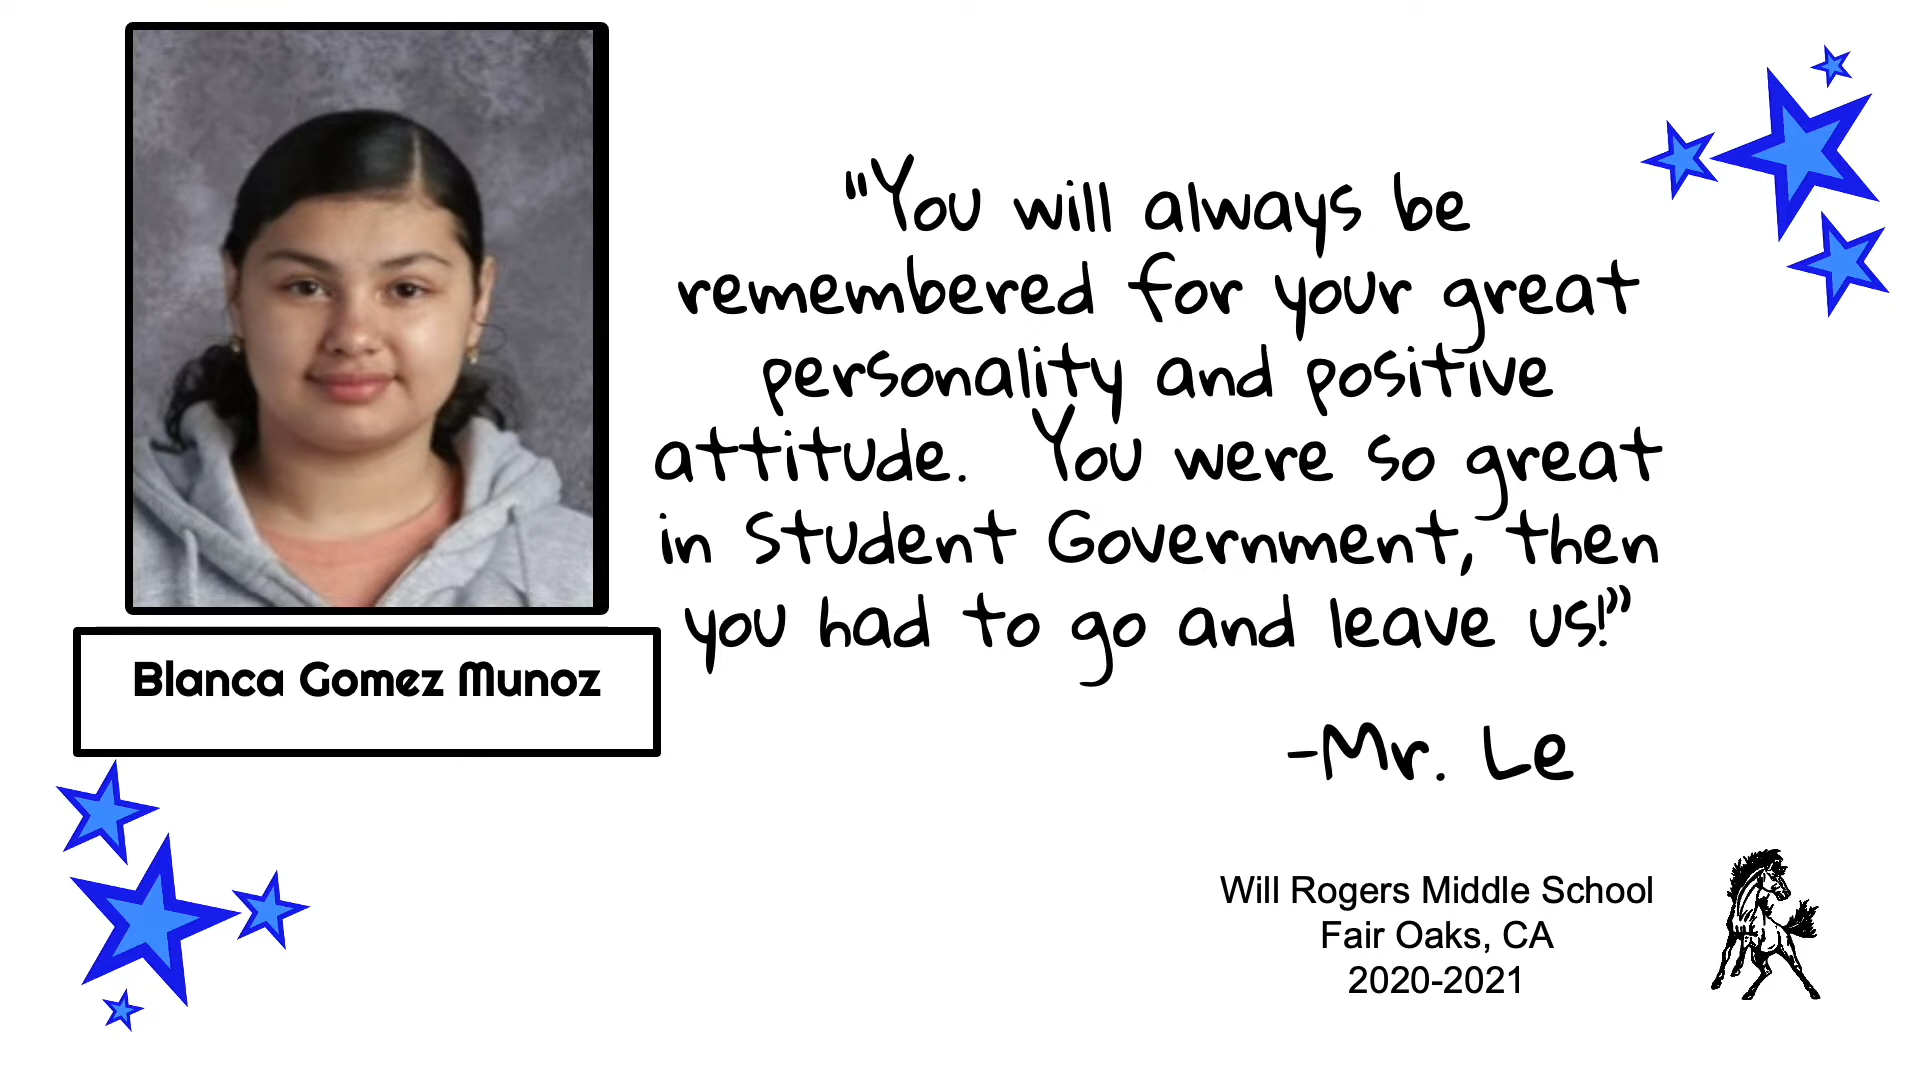 "You will always be
remembered for your great
personality and positive
attitude.  You were so great
in Student Government, then
you had to go and leave us!”
-Mr. Le
Blanca Gomez Munoz
Will Rogers Middle School
Fair Oaks, CA
2020-2021